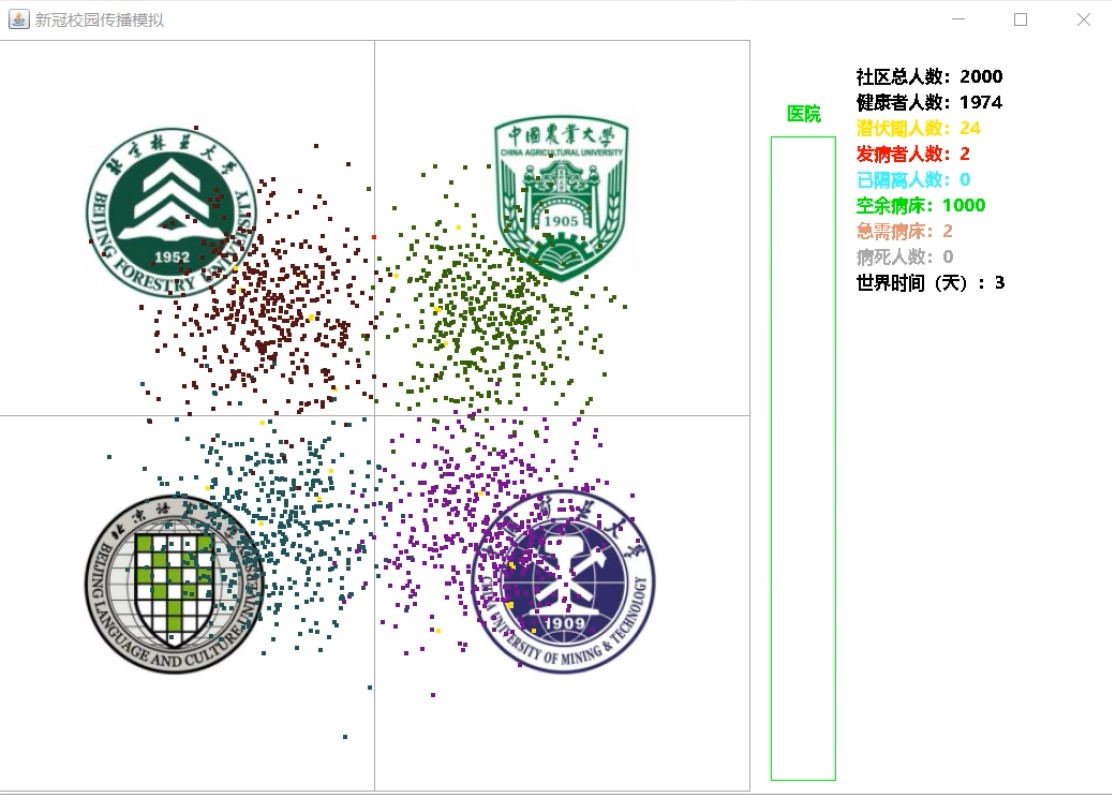 新冠校园传播模拟
北京林业大学
BEIJING FORESTRY UNIVERSITY
1952
中國農業大學
CHINA AGRICULTURAL UNIVERSITY
1905
BEIJING LANGUAGE AND CULTURE UNIVERSITY
CHINA UNIVERSITY OF MINING & TECHNOLOGY
1909
医院
社区总人数：2000
健康者人数：1974
潜伏期人数：24
发病者人数：2
已隔离人数：0
空余病床：1000
急需病床：2
病死人数：0
世界时间（天）：3